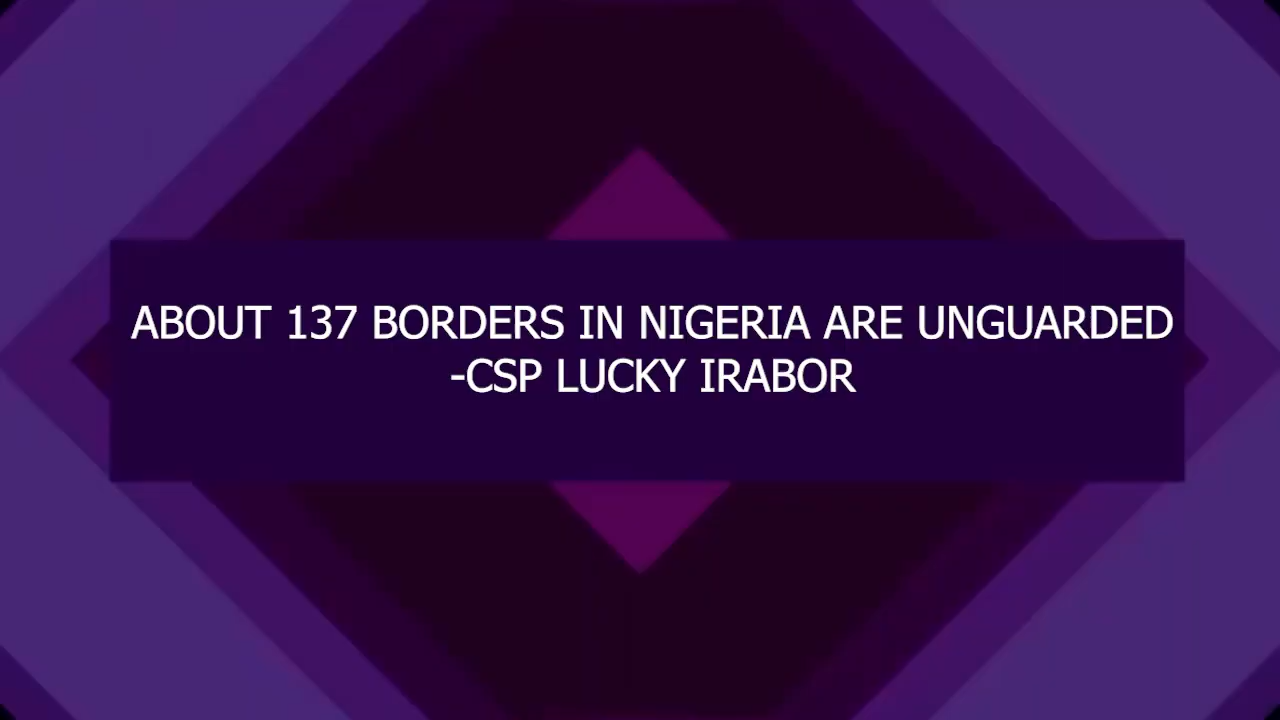 ABOUT 137 BORDERS IN NIGERIA ARE UNGUARDED
-CSP LUCKY IRABOR